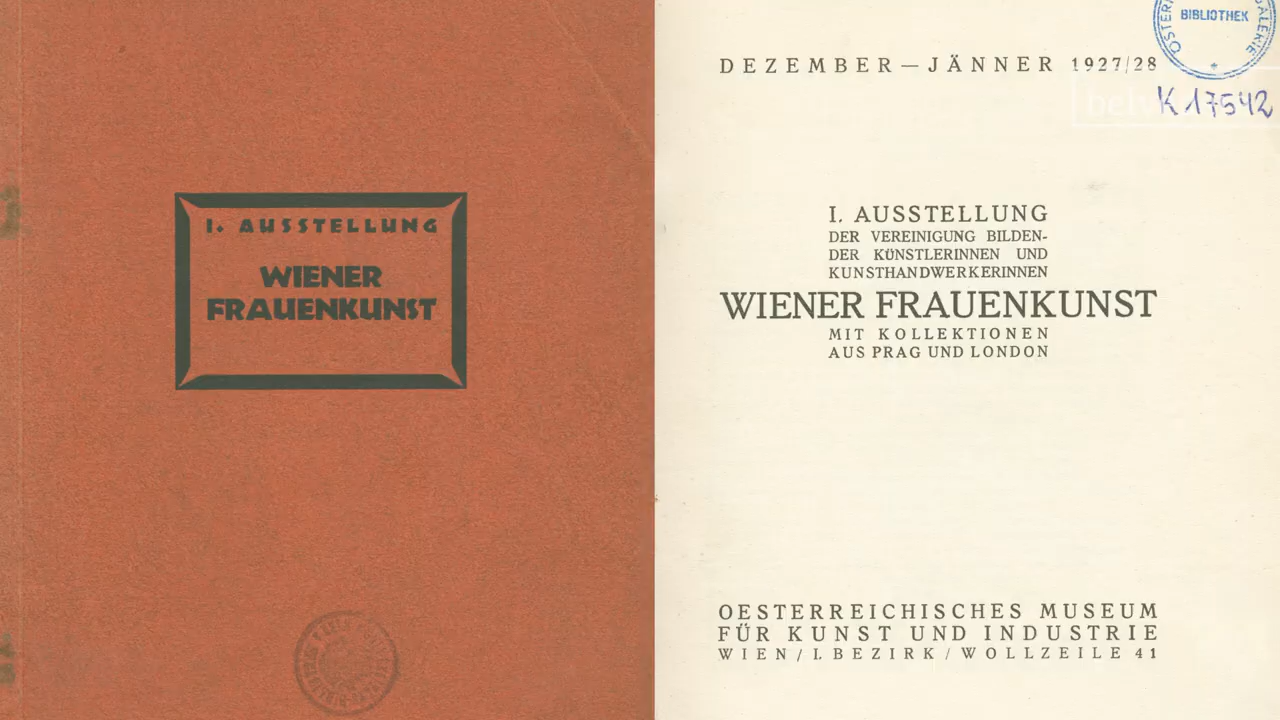 I. AUSSTELLUNG
WIENER
FRAUENKUNST
DEZEMBER — JÄNNER 1927/28
BIBLIOTHEK
K 17542
I. AUSSTELLUNG
DER VEREINIGUNG BILDEN-
DER KÜNSTLERINNEN UND
KUNSTHANDWERKERINNEN
WIENER FRAUENKUNST
MIT KOLLEKTIONEN
AUS PRAG UND LONDON
OESTERREICHISCHES MUSEUM
FÜR KUNST UND INDUSTRIE
WIEN / I. BEZIRK / WOLLZEILE 41